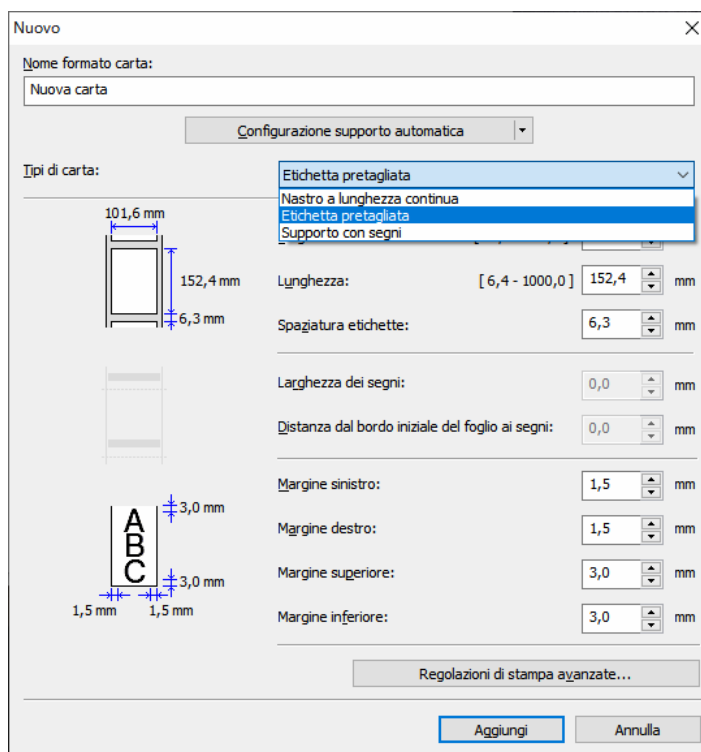 Nuovo
Nome formato carta:
Nuova carta
Configurazione supporto automatica
Tipi di carta:
Etichetta pretagliata
Nastro a lunghezza continua
Etichetta pretagliata
Supporto con segni
101,6 mm
152,4 mm
6,3 mm
Lunghezza: [ 6,4 - 1000,0 ] 152,4 mm
Spaziatura etichette: 6,3 mm
Larghezza dei segni: 0,0 mm
Distanza dal bordo iniziale del foglio ai segni: 0,0 mm
3,0 mm
A
B
C
3,0 mm
1,5 mm 1,5 mm
Margine sinistro: 1,5 mm
Margine destro: 1,5 mm
Margine superiore: 3,0 mm
Margine inferiore: 3,0 mm
Regolazioni di stampa avanzate...
Aggiungi Annulla